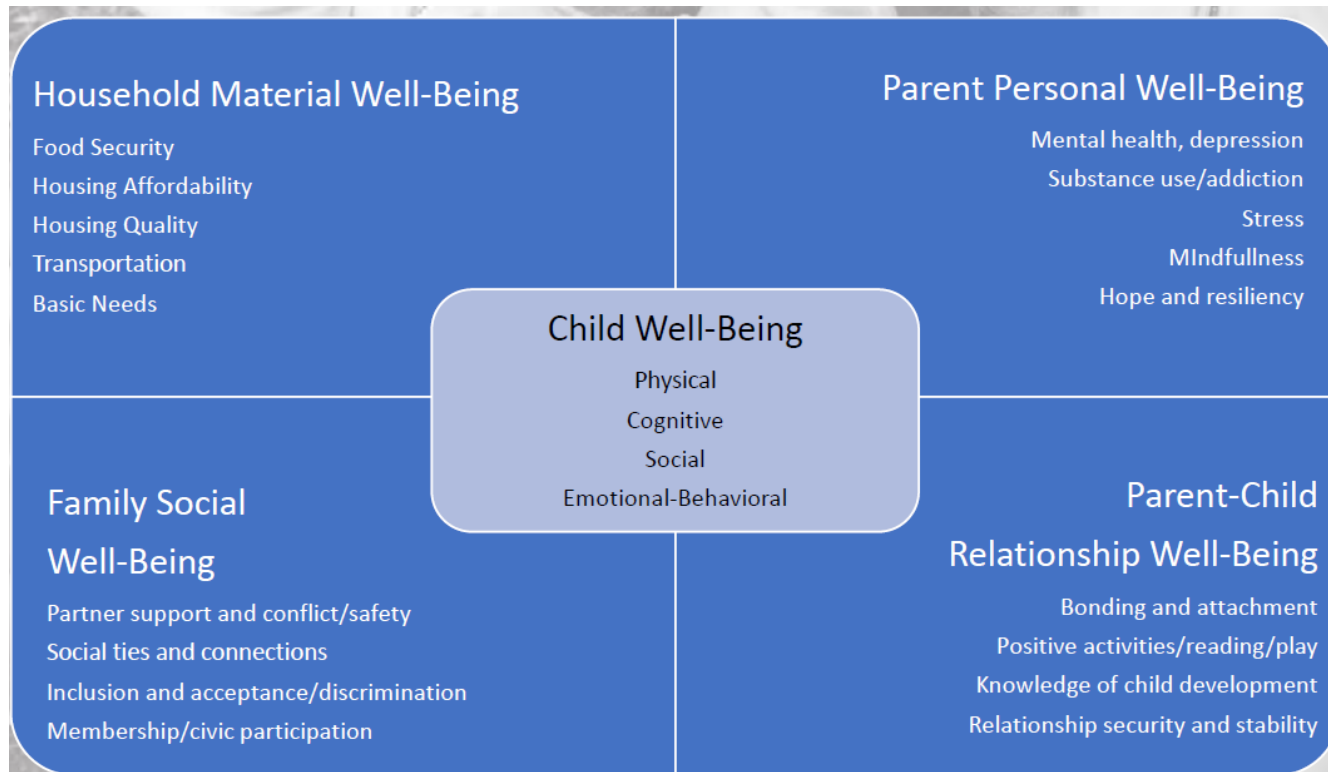 Household Material Well-Being
Food Security
Housing Affordability
Housing Quality
Transportation
Basic Needs
Parent Personal Well-Being
Mental health, depression
Substance use/addiction
Stress
MIndfullness
Hope and resiliency
Child Well-Being
Physical
Cognitive
Social
Emotional-Behavioral
Family Social
Well-Being
Partner support and conflict/safety
Social ties and connections
Inclusion and acceptance/discrimination
Membership/civic participation
Parent-Child
Relationship Well-Being
Bonding and attachment
Positive activities/reading/play
Knowledge of child development
Relationship security and stability